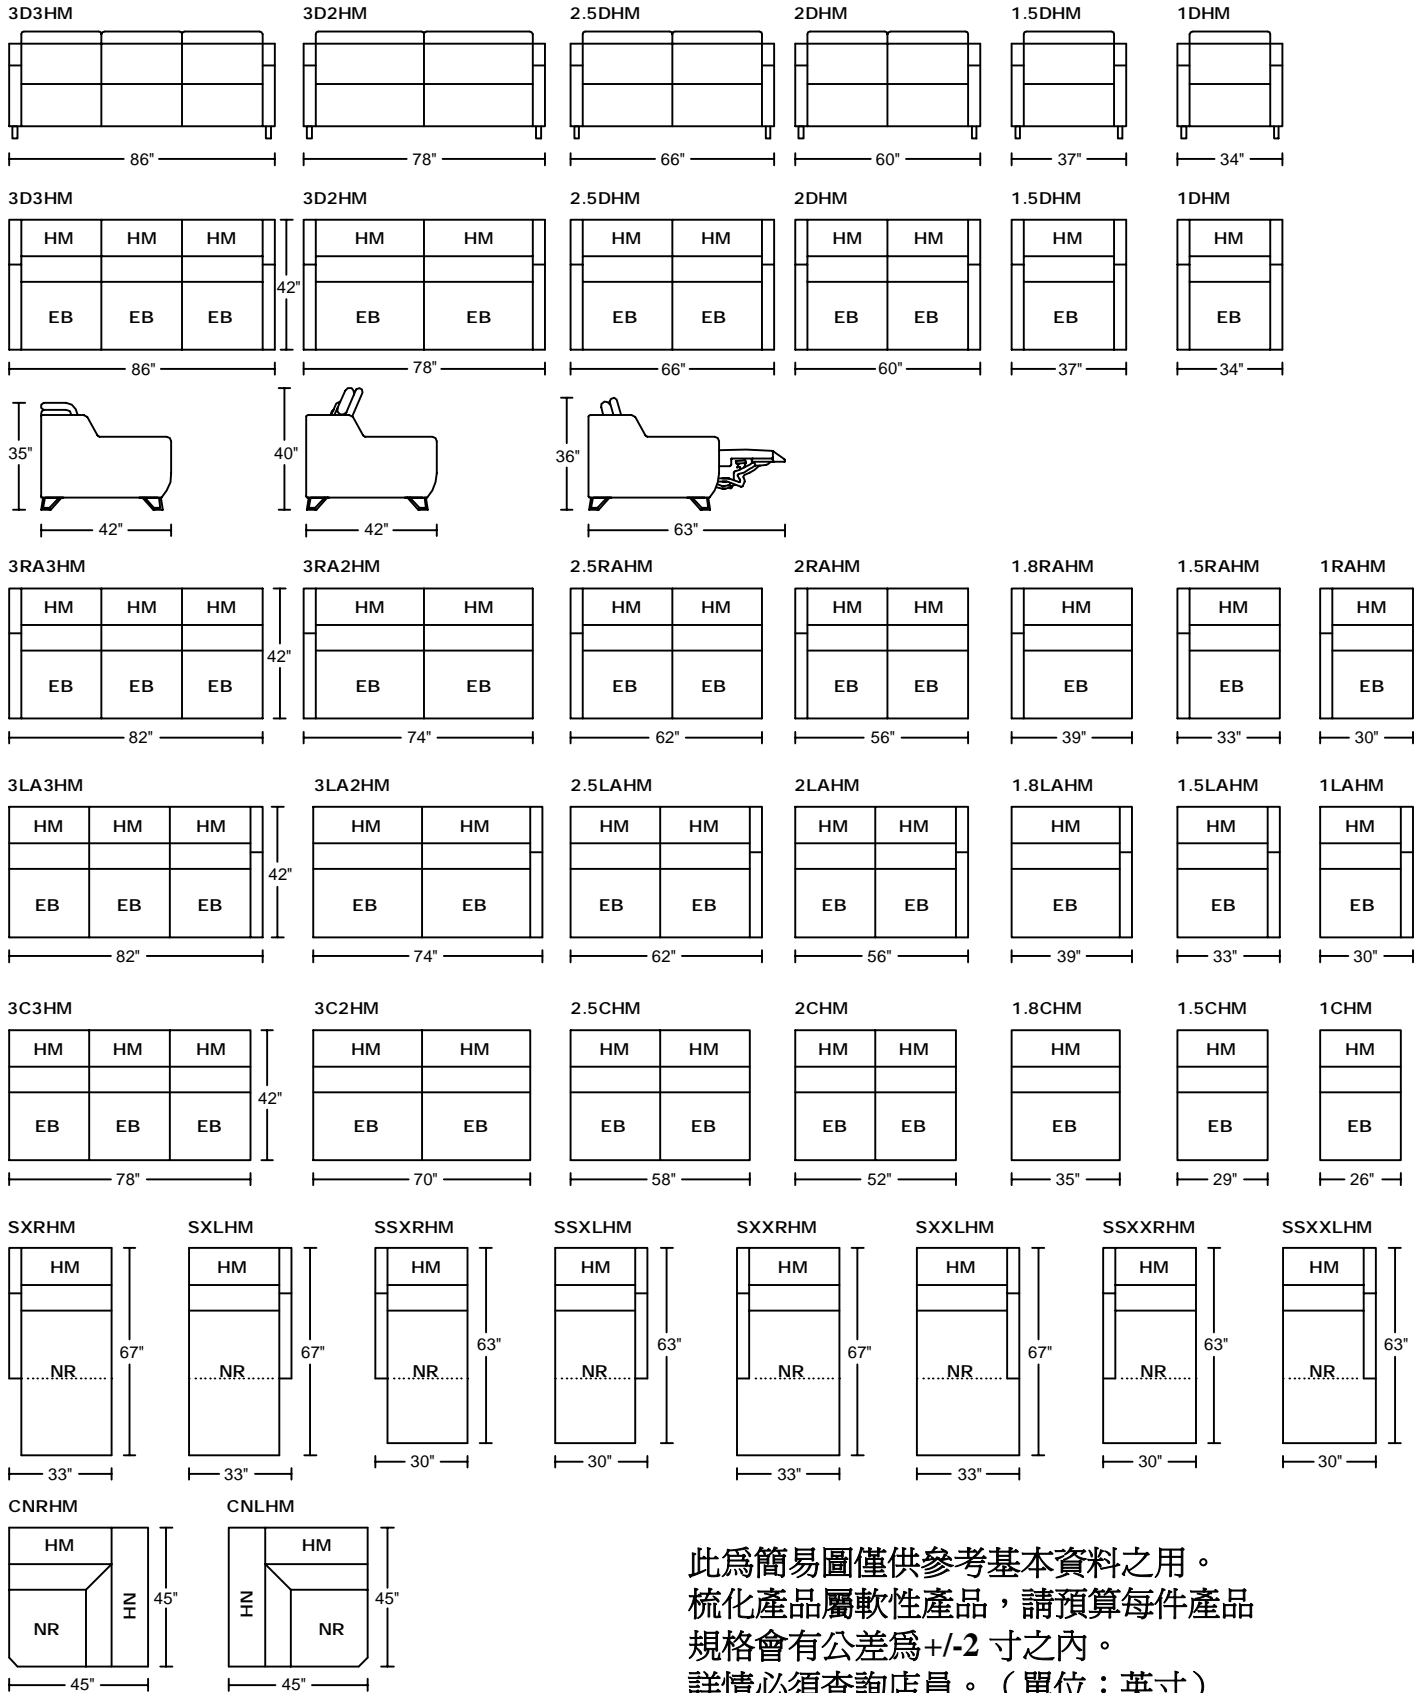 3D3HM 3D2HM 2.5DHM 2DHM 1.5DHM 1DHM
86" 78" 66" 60" 37" 34"
3D3HM 3D2HM 2.5DHM 2DHM 1.5DHM 1DHM
HM HM HM HM HM HM HM HM HM HM HM
42"
EB EB EB EB EB EB EB EB EB EB EB
86" 78" 66" 60" 37" 34"
35" 40" 36"
42" 42" 63"
3RA3HM 3RA2HM 2.5RAHM 2RAHM 1.8RAHM 1.5RAHM 1RAHM
HM HM HM HM HM HM HM HM HM HM HM HM
42"
EB EB EB EB EB EB EB EB EB EB EB EB
82" 74" 62" 56" 39" 33" 30"
3LA3HM 3LA2HM 2.5LAHM 2LAHM 1.8LAHM 1.5LAHM 1LAHM
HM HM HM HM HM HM HM HM HM HM HM HM
42"
EB EB EB EB EB EB EB EB EB EB EB EB
82" 74" 62" 56" 39" 33" 30"
3C3HM 3C2HM 2.5CHM 2CHM 1.8CHM 1.5CHM 1CHM
HM HM HM HM HM HM HM HM HM HM HM HM
42"
EB EB EB EB EB EB EB EB EB EB EB EB
78" 70" 58" 52" 35" 29" 26"
SXRHM SXLHM SSXRHM SSXLHM SXXRHM SXXLHM SSXXRHM SSXXLHM
HM HM HM HM HM HM HM HM
67" 67" 63" 63" 67" 67" 63" 63"
NR NR NR NR NR NR NR NR
33" 33" 30" 30" 33" 33" 30" 30"
CNRHM CNLHM
HM HM
HN 45" HN 45"
NR NR
45" 45"
此爲簡易圖僅供參考基本資料之用。
梳化產品屬軟性產品，請預算每件產品
規格會有公差爲+/-2 寸之內。
詳情必須查詢店員。（單位：英寸）